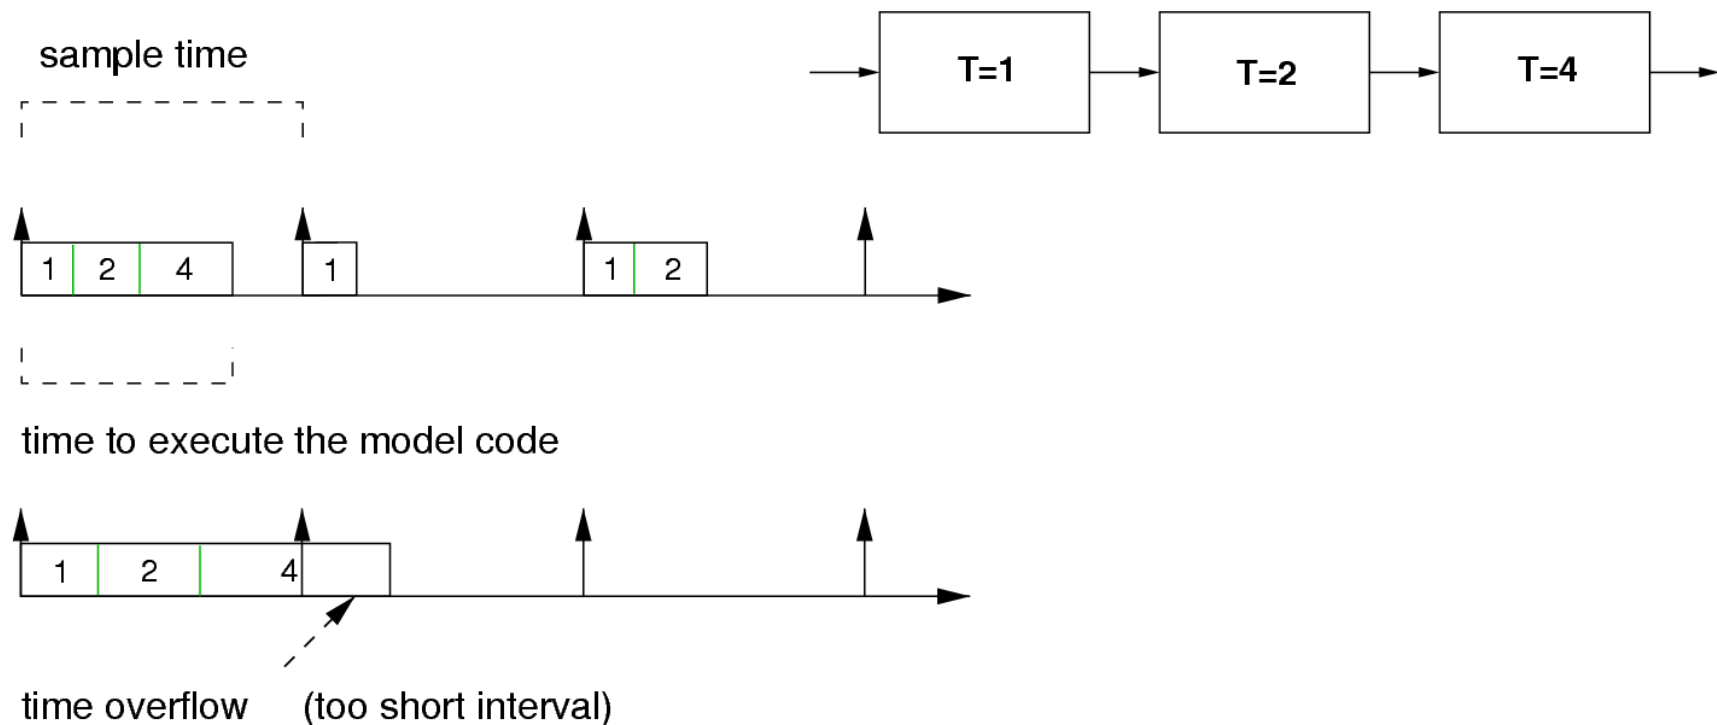 sample time
T=1
T=2
T=4
1 2 4
1
1 2
time to execute the model code
1 2 4
time overflow (too short interval)